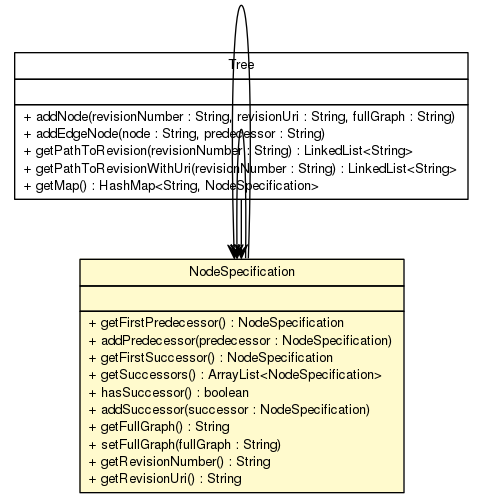 Tree
+ addNode(revisionNumber : String, revisionUri : String, fullGraph : String)
+ addEdgeNode(node : String, predecessor : String)
+ getPathToRevision(revisionNumber : String) : LinkedList<String>
+ getPathToRevisionWithUri(revisionNumber : String) : LinkedList<String>
+ getMap() : HashMap<String, NodeSpecification>
NodeSpecification
+ getFirstPredecessor() : NodeSpecification
+ addPredecessor(predecessor : NodeSpecification)
+ getFirstSuccessor() : NodeSpecification
+ getSuccessors() : ArrayList<NodeSpecification>
+ hasSuccessor() : boolean
+ addSuccessor(successor : NodeSpecification)
+ getFullGraph() : String
+ setFullGraph(fullGraph : String)
+ getRevisionNumber() : String
+ getRevisionUri() : String